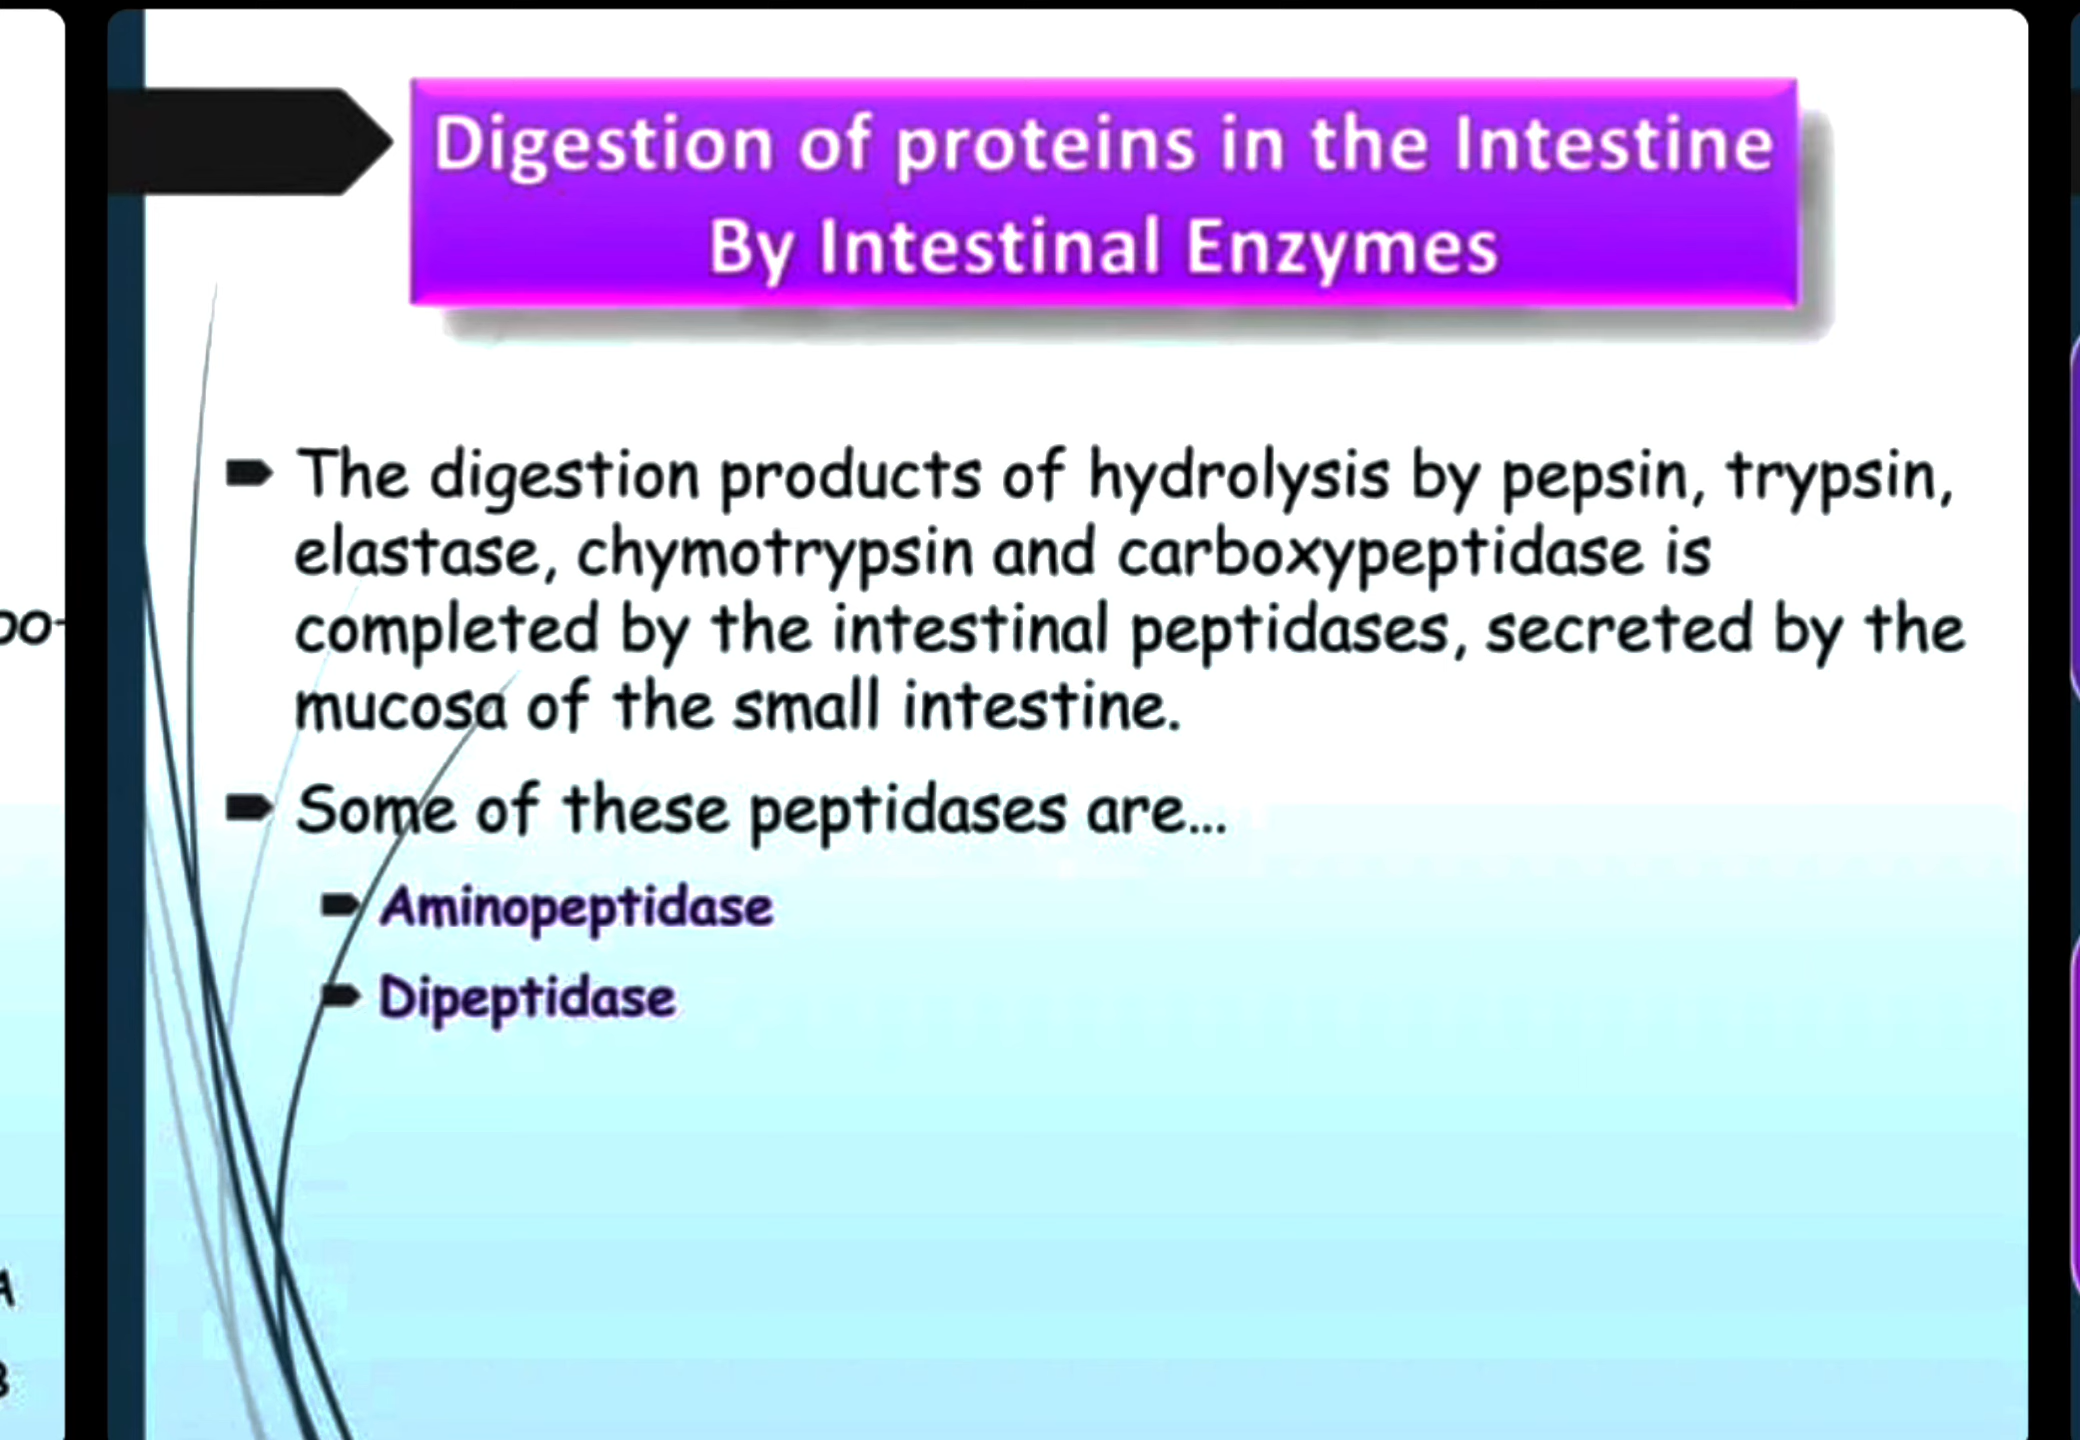 Digestion of proteins in the Intestine
By Intestinal Enzymes
The digestion products of hydrolysis by pepsin, trypsin,
elastase, chymotrypsin and carboxypeptidase is
completed by the intestinal peptidases, secreted by the
mucosa of the small intestine.
Some of these peptidases are...
Aminopeptidase
Dipeptidase